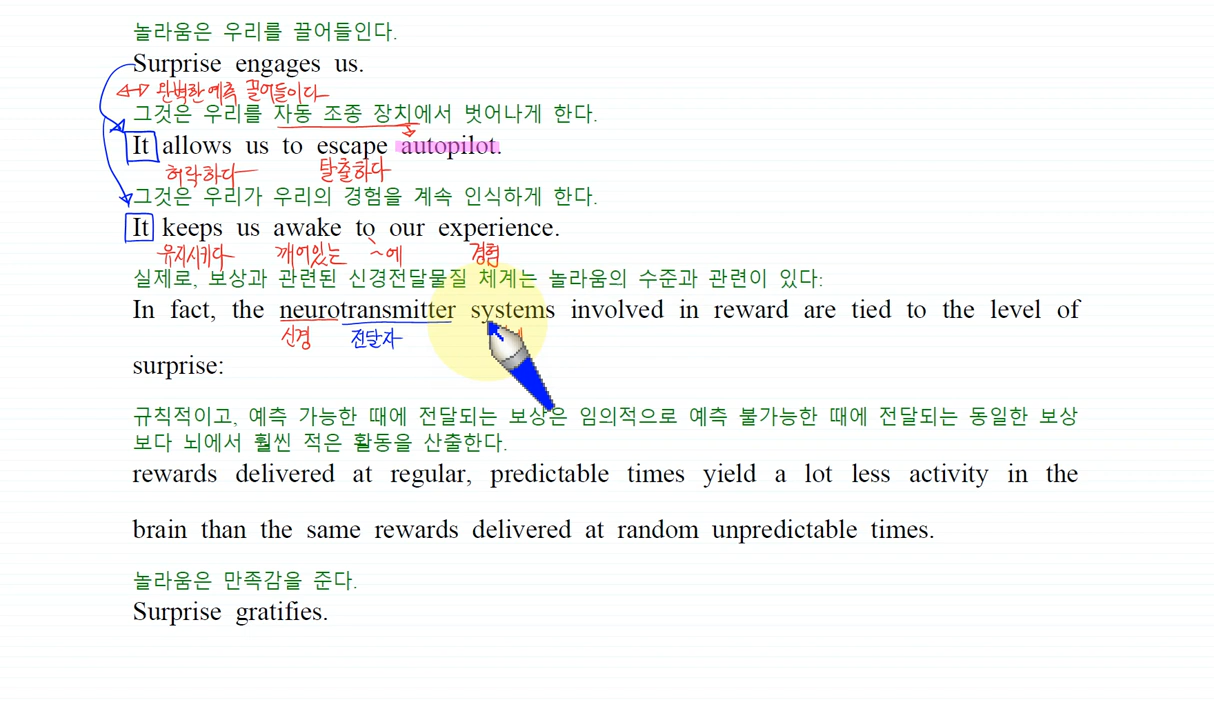 놀라움은 우리를 끌어들인다.
Surprise engages us.
↔ 완벽한 예측 끌어들이다
그것은 우리를 자동 조종 장치에서 벗어나게 한다.
It allows us to escape autopilot.
허락하다 탈출하다
그것은 우리가 우리의 경험을 계속 인식하게 한다.
It keeps us awake to our experience.
유지시키다 깨어있는 ~에 경험
실제로, 보상과 관련된 신경전달물질 체계는 놀라움의 수준과 관련이 있다:
In fact, the neurotransmitter systems involved in reward are tied to the level of
신경 전달자
surprise:
규칙적이고, 예측 가능한 때에 전달되는 보상은 임의적으로 예측 불가능한 때에 전달되는 동일한 보상
보다 뇌에서 훨씬 적은 활동을 산출한다.
rewards delivered at regular, predictable times yield a lot less activity in the
brain than the same rewards delivered at random unpredictable times.
놀라움은 만족감을 준다.
Surprise gratifies.